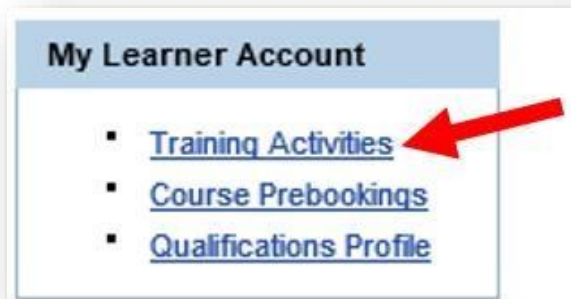 My Learner Account
Training Activities
Course Prebookings
Qualifications Profile